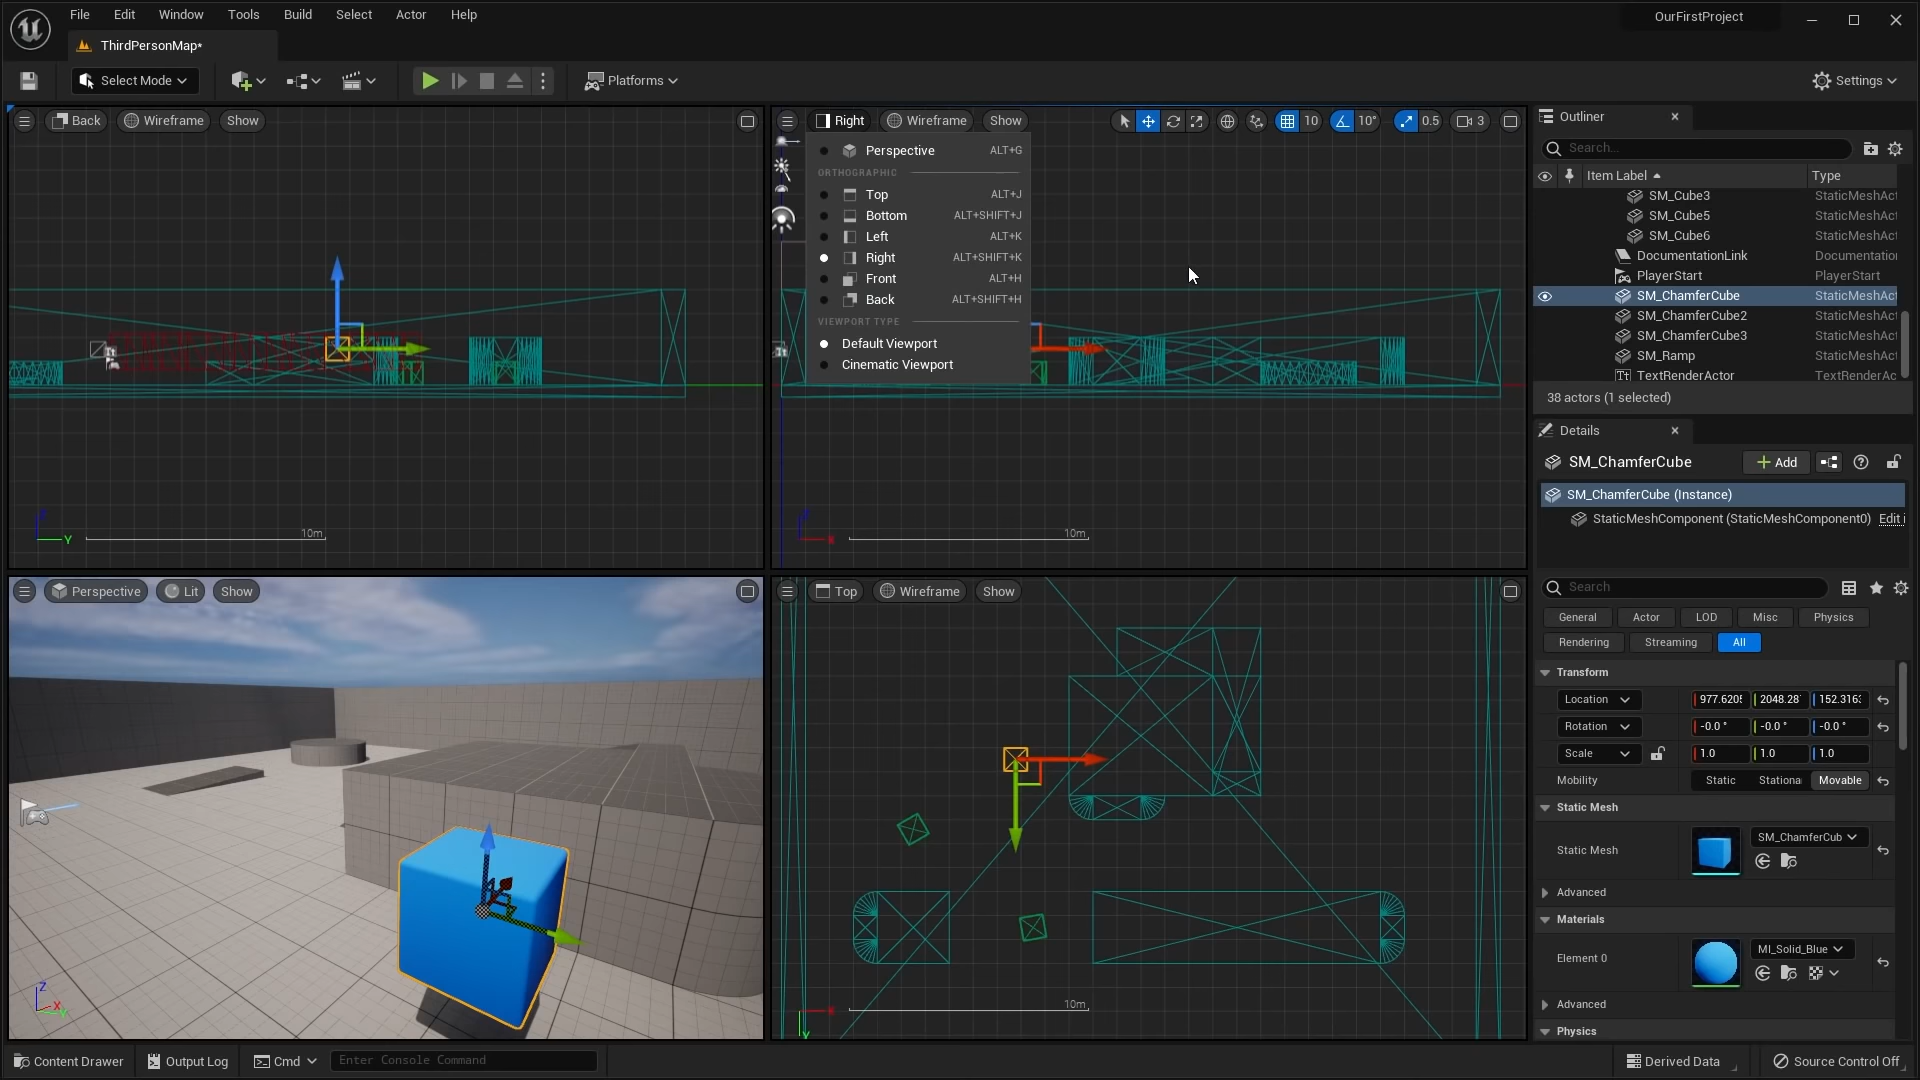 File Edit Window Tools Build Select Actor Help
OurFirstProject
ThirdPersonMap*
Select Mode
Platforms
Settings
Back Wireframe Show
Right Wireframe Show
10 10° 0.5 3
Perspective ALT+G
ORTHOGRAPHIC
Top ALT+J
Bottom ALT+SHIFT+J
Left ALT+K
Right ALT+SHIFT+K
Front ALT+H
Back ALT+SHIFT+H
VIEWPORT TYPE
Default Viewport
Cinematic Viewport
Y
10m
10m
Perspective Lit Show
Top Wireframe Show
Z
X
Y
10m
Outliner
Search...
Item Label Type
SM_Cube3 StaticMeshAct
SM_Cube5 StaticMeshAct
SM_Cube6 StaticMeshAct
DocumentationLink Documentation
PlayerStart PlayerStart
SM_ChamferCube StaticMeshAct
SM_ChamferCube2 StaticMeshAct
SM_ChamferCube3 StaticMeshAct
SM_Ramp StaticMeshAct
TextRenderActor TextRenderAc
38 actors (1 selected)
Details
SM_ChamferCube
Add
SM_ChamferCube (Instance)
StaticMeshComponent (StaticMeshComponent0) Edit i
Search
General Actor LOD Misc Physics
Rendering Streaming All
Transform
Location 977.620 2048.28 152.316
Rotation -0.0 ° -0.0 ° -0.0 °
Scale 1.0 1.0 1.0
Mobility Static Stationa Movable
Static Mesh
Static Mesh SM_ChamferCub
Advanced
Materials
Element 0 MI_Solid_Blue
Advanced
Physics
Content Drawer Output Log Cmd Enter Console Command
Derived Data Source Control Off